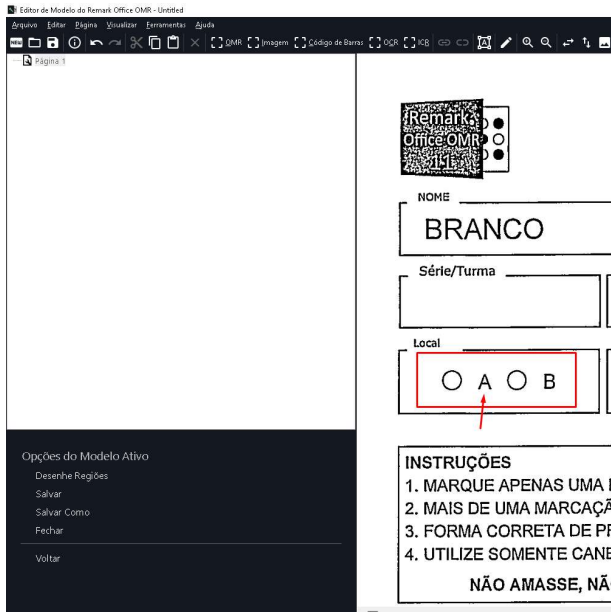 Editor de Modelo do Remark Office OMR - Untitled
Arquivo Editar Página Visualizar Ferramentas Ajuda
NEW OMR Imagem Código de Barras OCR ICB A
Página 1
Remark
Office OMR
11
NOME
BRANCO
Série/Turma
Local
A B
Opções do Modelo Ativo
Desenhe Regiões
Salvar
Salvar Como
Fechar
Voltar
INSTRUÇÕES
1. MARQUE APENAS UMA
2. MAIS DE UMA MARCAÇÃ
3. FORMA CORRETA DE
4. UTILIZE SOMENTE CANE
NÃO AMASSE, NÃ